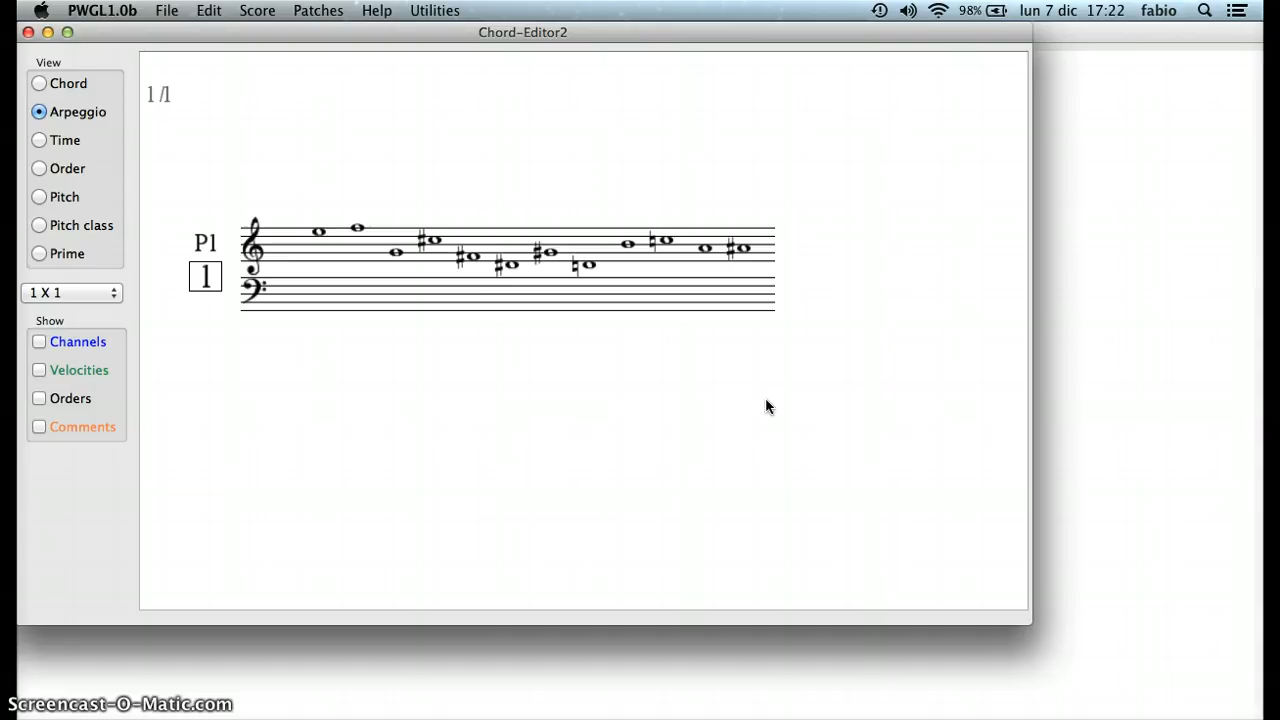 PWGL1.0b File Edit Score Patches Help Utilities 98% lun 7 dic 17:22 fabio
Chord-Editor2
View
Chord
Arpeggio
Time
Order
Pitch
Pitch class
Prime
1 X 1
Show
Channels
Velocities
Orders
Comments
1 /1
P1
1
Screencast-O-Matic.com